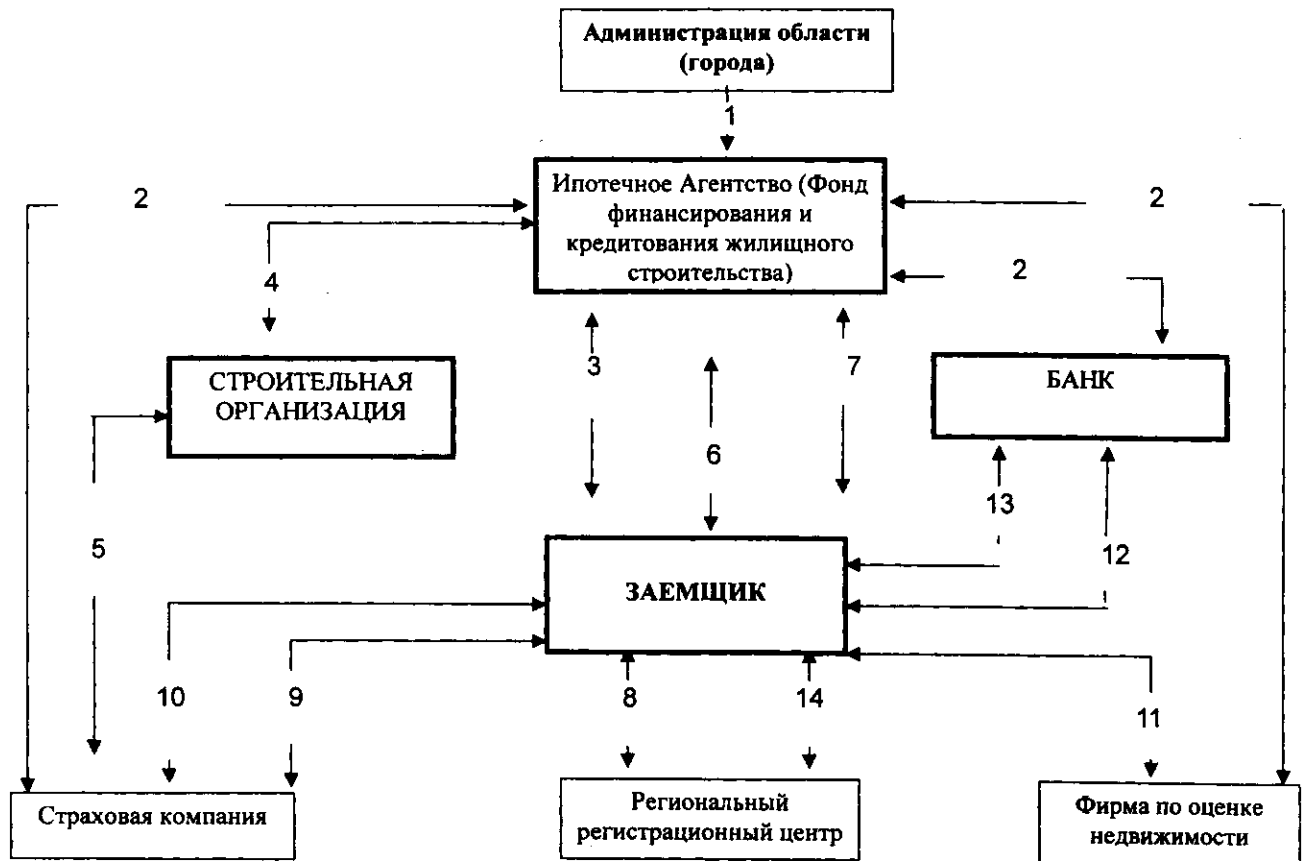 Администрация области
(города)
1
Ипотечное Агентство (Фонд
финансирования и
кредитования жилищного
строительства)
2
2
4
2
СТРОИТЕЛЬНАЯ
ОРГАНИЗАЦИЯ
3
7
БАНК
6
13
5
12
ЗАЕМЩИК
10
9
8
14
11
Страховая компания
Региональный
регистрационный центр
Фирма по оценке
недвижимости